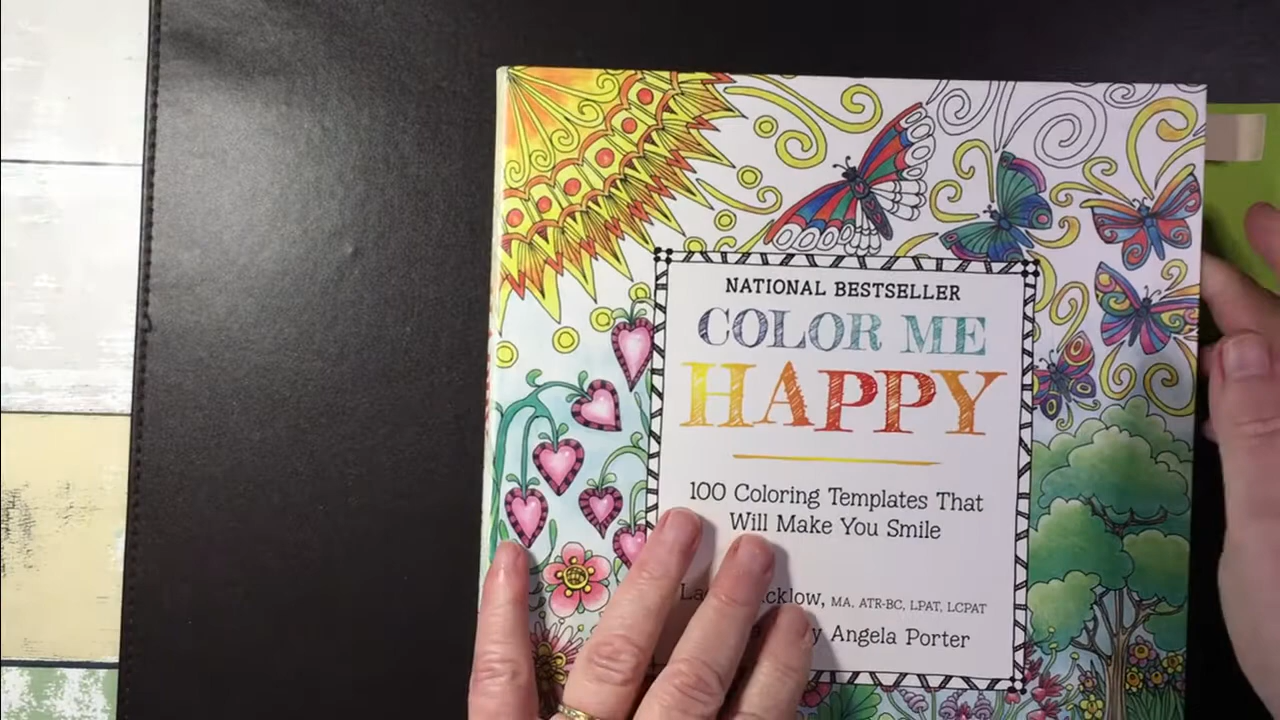 NATIONAL BESTSELLER
COLOR ME
HAPPY
100 Coloring Templates That
Will Make You Smile
MA, ATR-BC, LPAT, LCPAT
Angela Porter